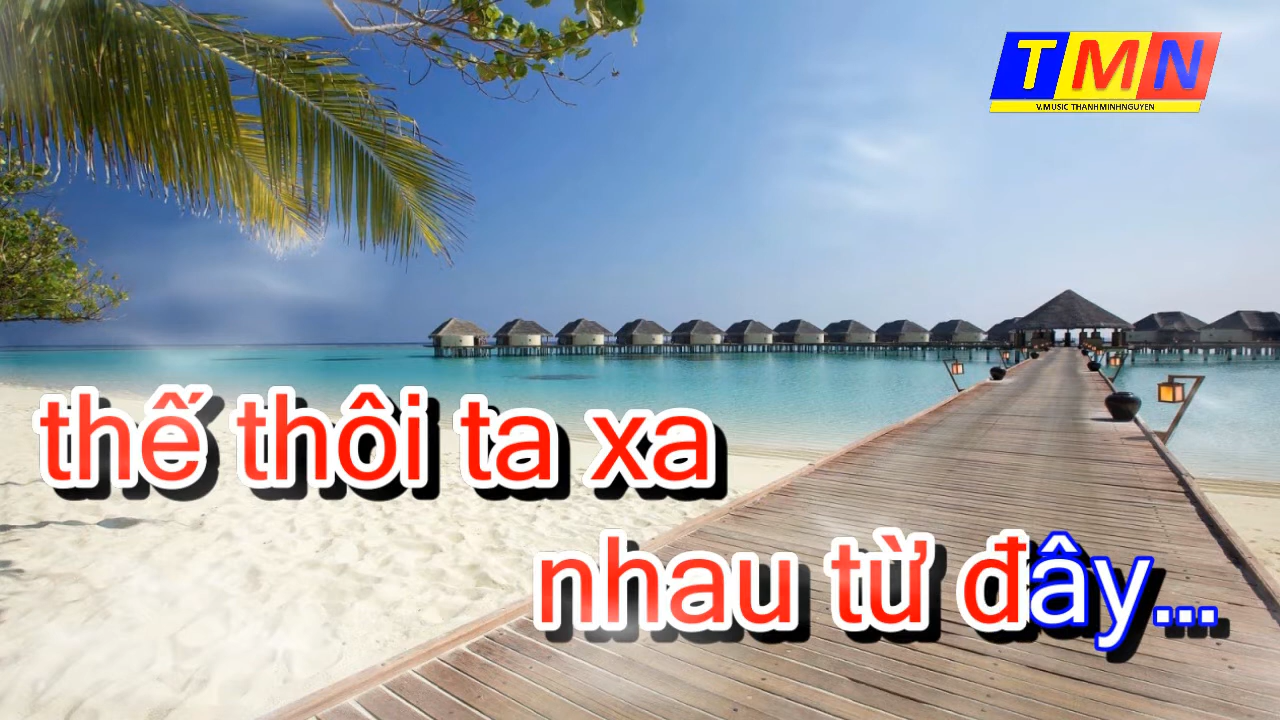 TMN
V.MUSIC THANHMINHNGUYEN
thế thôi ta xa
nhau từ đây...